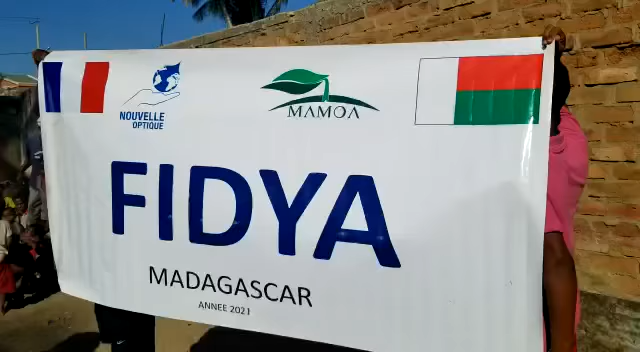 NOUVELLE
OPTIQUE
MAMOA
FIDYA
MADAGASCAR
ANNEE 2021